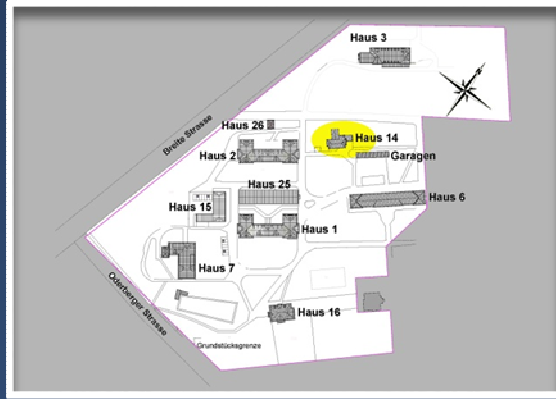 Haus 3
Breite Strasse
Haus 26
Haus 14
Haus 2
Garagen
Haus 25
Haus 6
Haus 15
Haus 1
Haus 7
Oderberger Strasse
Haus 16
Grundstücksgrenze